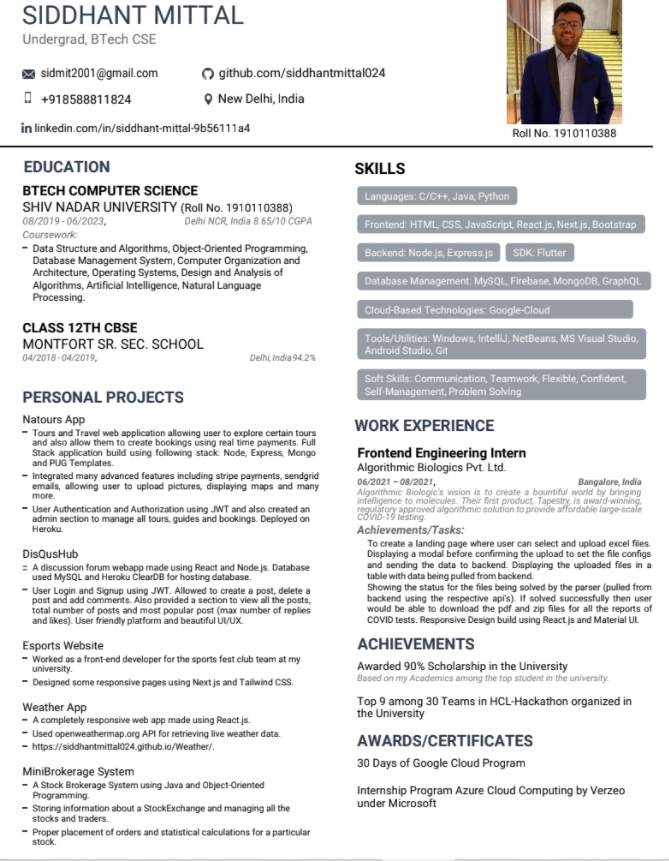 SIDDHANT MITTAL
Undergrad, BTech CSE
sidmit2001@gmail.com
github.com/siddhantmittal024
+918588811824
New Delhi, India
in linkedin.com/in/siddhant-mittal-9b56111a4
Roll No. 1910110388
EDUCATION
BTECH COMPUTER SCIENCE
SHIV NADAR UNIVERSITY (Roll No. 1910110388)
08/2019 - 06/2023, Delhi NCR, India 8.65/10 CGPA
Coursework:
– Data Structure and Algorithms, Object-Oriented Programming,
Database Management System, Computer Organization and
Architecture, Operating Systems, Design and Analysis of
Algorithms, Artificial Intelligence, Natural Language
Processing.
CLASS 12TH CBSE
MONTFORT SR. SEC. SCHOOL
04/2018 - 04/2019, Delhi, India 94.2%
PERSONAL PROJECTS
Natours App
– Tours and Travel web application allowing user to explore certain tours
and also allow them to create bookings using real time payments. Full
Stack application build using following stack: Node, Express, Mongo
and PUG Templates.
– Integrated many advanced features including stripe payments, sendgrid
emails, allowing user to upload pictures, displaying maps and many
more.
– User Authentication and Authorization using JWT and also created an
admin section to manage all tours, guides and bookings. Deployed on
Heroku.
DisQusHub
– A discussion forum webapp made using React and Node.js. Database
used MySQL and Heroku ClearDB for hosting database.
– User Login and Signup using JWT. Allowed to create a post, delete a
post and add comments. Also provided a section to view all the posts,
total number of posts and most popular post (max number of replies
and likes). User friendly platform and beautiful UI/UX.
Esports Website
– Worked as a front-end developer for the sports fest club team at my
university.
– Designed some responsive pages using Next.js and Tailwind CSS.
Weather App
– A completely responsive web app made using React.js.
– Used openweathermap.org API for retrieving live weather data.
– https://siddhantmittal024.github.io/Weather/.
MiniBrokerage System
– A Stock Brokerage System using Java and Object-Oriented
Programming.
– Storing information about a StockExchange and managing all the
stocks and traders.
– Proper placement of orders and statistical calculations for a particular
stock.
SKILLS
Languages: C/C++, Java, Python
Frontend: HTML, CSS, JavaScript, React.js, Next.js, Bootstrap
Backend: Node.js, Express.js
SDK: Flutter
Database Management: MySQL, Firebase, MongoDB, GraphQL
Cloud-Based Technologies: Google-Cloud
Tools/Utilities: Windows, IntelliJ, NetBeans, MS Visual Studio,
Android Studio, Git
Soft Skills: Communication, Teamwork, Flexible, Confident,
Self-Management, Problem Solving
WORK EXPERIENCE
Frontend Engineering Intern
Algorithmic Biologics Pvt. Ltd.
06/2021 – 08/2021, Bangalore, India
Algorithmic Biologic's vision is to create a bountiful world by bringing
intelligence to molecules. Their first product, Tapestry, is award-winning,
regulatory approved algorithmic solution to provide affordable large-scale
COVID-19 testing.
Achievements/Tasks:
To create a landing page where user can select and upload excel files.
Displaying a modal before confirming the upload to set the file configs
and sending the data to backend. Displaying the uploaded files in a
table with data being pulled from backend.
Showing the status for the files being solved by the parser (pulled from
backend using the respective api's). If solved successfully then user
would be able to download the pdf and zip files for all the reports of
COVID tests. Responsive Design build using React.js and Material UI.
ACHIEVEMENTS
Awarded 90% Scholarship in the University
Based on my Academics among the top student in the university.
Top 9 among 30 Teams in HCL-Hackathon organized in
the University
AWARDS/CERTIFICATES
30 Days of Google Cloud Program
Internship Program Azure Cloud Computing by Verzeo
under Microsoft